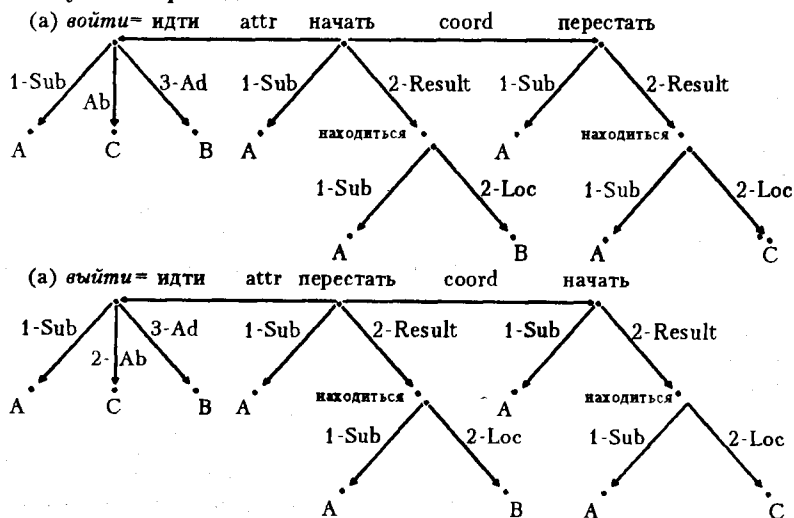 (а) войти= идти attr начать coord перестать
1-Sub 3-Ad 1-Sub 2-Result 1-Sub 2-Result
Ab
A C B A находиться A находиться
1-Sub 2-Loc 1-Sub 2-Loc
A B A C
(а) выйти= идти attr перестать coord начать
1-Sub 3-Ad 1-Sub 2-Result 1-Sub 2-Result
2- Ab
A C B A находиться A находиться
1-Sub 2-Loc 1-Sub 2-Loc
A B A C